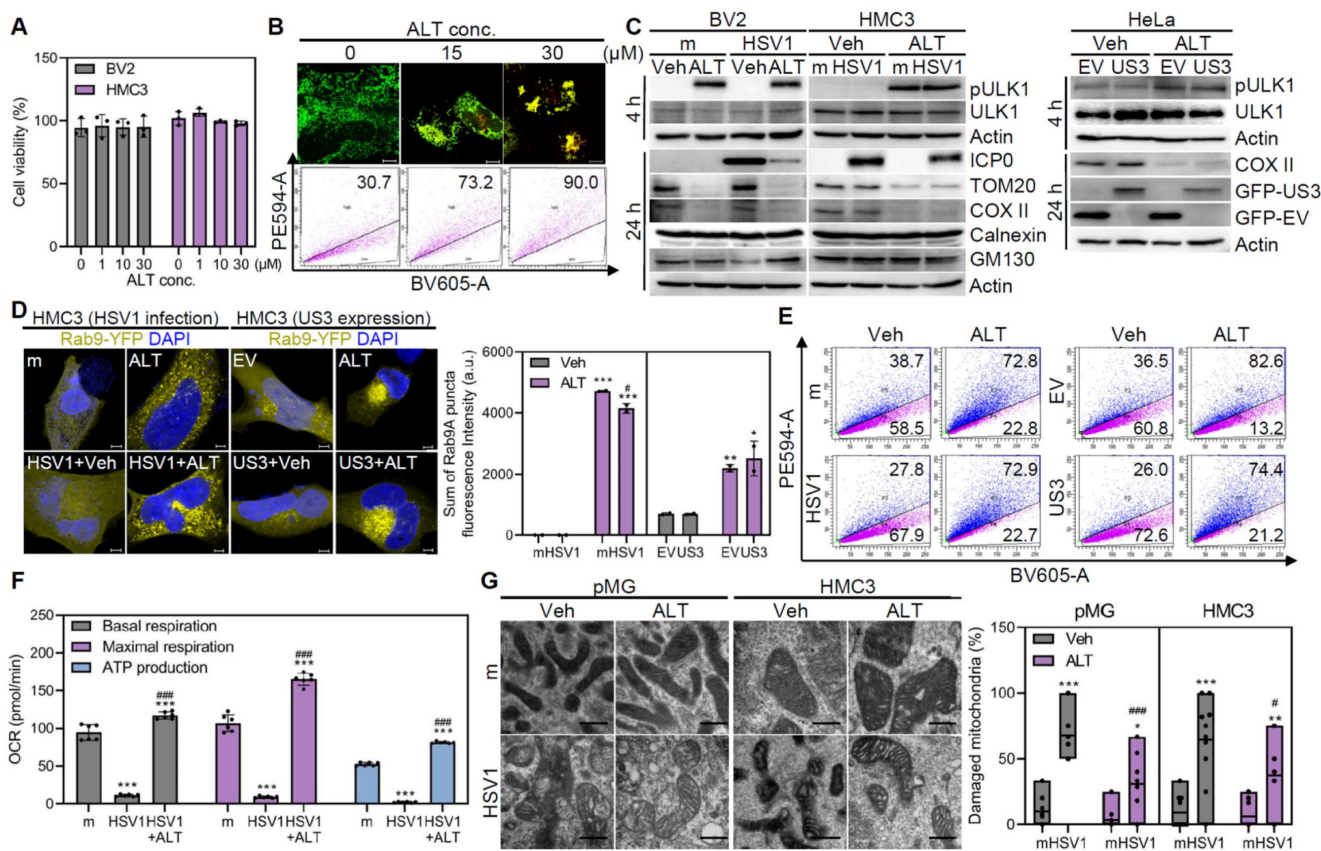 A
Cell viability (%)
150
100
50
0
BV2
HMC3
0 1 10 30 0 1 10 30 (μM)
ALT conc.
B
ALT conc.
0 15 30 (μM)
PE594-A
30.7 73.2 90.0
BV605-A
C
BV2 HMC3
m HSV1 Veh ALT
Veh ALT Veh ALT m HSV1 m HSV1
4 h
pULK1
ULK1
Actin
24 h
ICP0
TOM20
COX II
Calnexin
GM130
Actin
HeLa
Veh ALT
EV US3 EV US3
4 h
pULK1
ULK1
Actin
24 h
COX II
GFP-US3
GFP-EV
Actin
D
HMC3 (HSV1 infection) HMC3 (US3 expression)
Rab9-YFP DAPI Rab9-YFP DAPI
m ALT EV ALT
HSV1+Veh HSV1+ALT US3+Veh US3+ALT
Sum of Rab9A puncta
fluorescence Intensity (a.u.)
6000
4000
2000
0
Veh
ALT
***
#
***
**
*
mHSV1 mHSV1 EVUS3 EVUS3
E
Veh ALT Veh ALT
PE594-A
m
38.7 72.8
58.5 22.8
EV
36.5 82.6
60.8 13.2
HSV1
27.8 72.9
67.9 22.7
US3
26.0 74.4
72.6 21.2
BV605-A
F
OCR (pmol/min)
250
200
150
100
50
0
Basal respiration
Maximal respiration
ATP production
***
###
***
***
###
***
***
###
***
m HSV1 HSV1 m HSV1 HSV1 m HSV1 HSV1
+ALT +ALT +ALT
G
pMG HMC3
Veh ALT Veh ALT
m
HSV1
Damaged mitochondria (%)
pMG HMC3
150
100
50
0
Veh
ALT
***
###
*
***
#
**
mHSV1 mHSV1 mHSV1 mHSV1